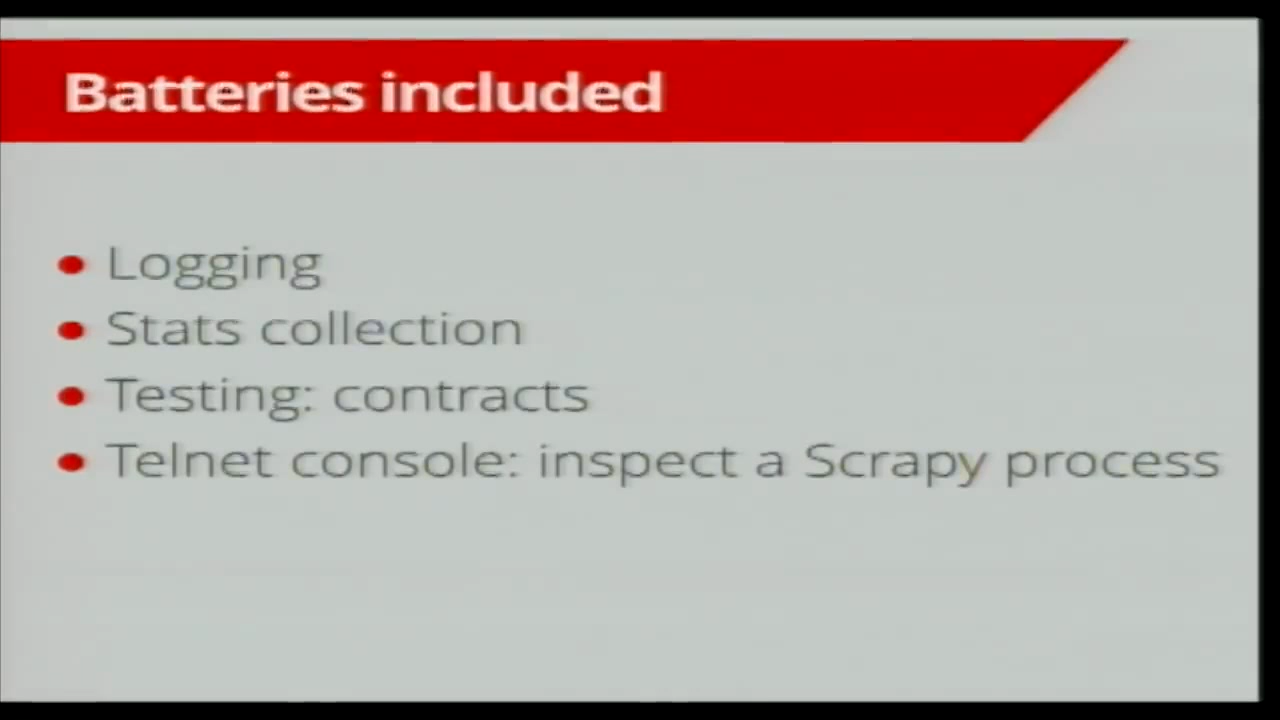 Batteries included
Logging
Stats collection
Testing: contracts
Telnet console: inspect a Scrapy process